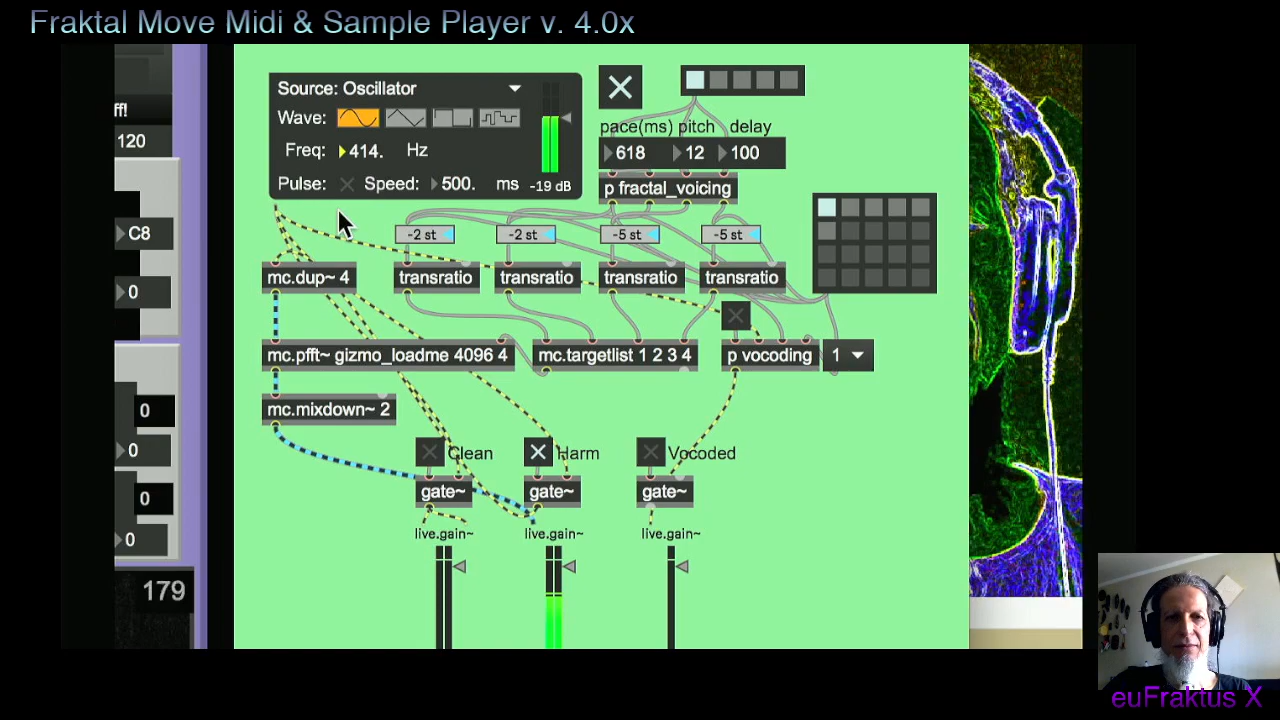 Fraktal Move Midi & Sample Player v. 4.0x
ff!
120
C8
0
0
0
0
0
179
Source: Oscillator
Wave:
Freq: 414. Hz
Pulse: Speed: 500. ms -19 dB
pace(ms) pitch delay
618 12 100
p fractal_voicing
-2 st -2 st -5 st -5 st
mc.dup~ 4 transratio transratio transratio transratio
mc.pfft~ gizmo_loadme 4096 4 mc.targetlist 1 2 3 4 p vocoding 1
mc.mixdown~ 2
Clean Harm Vocoded
gate~ gate~ gate~
live.gain~ live.gain~ live.gain~
euFraktus X